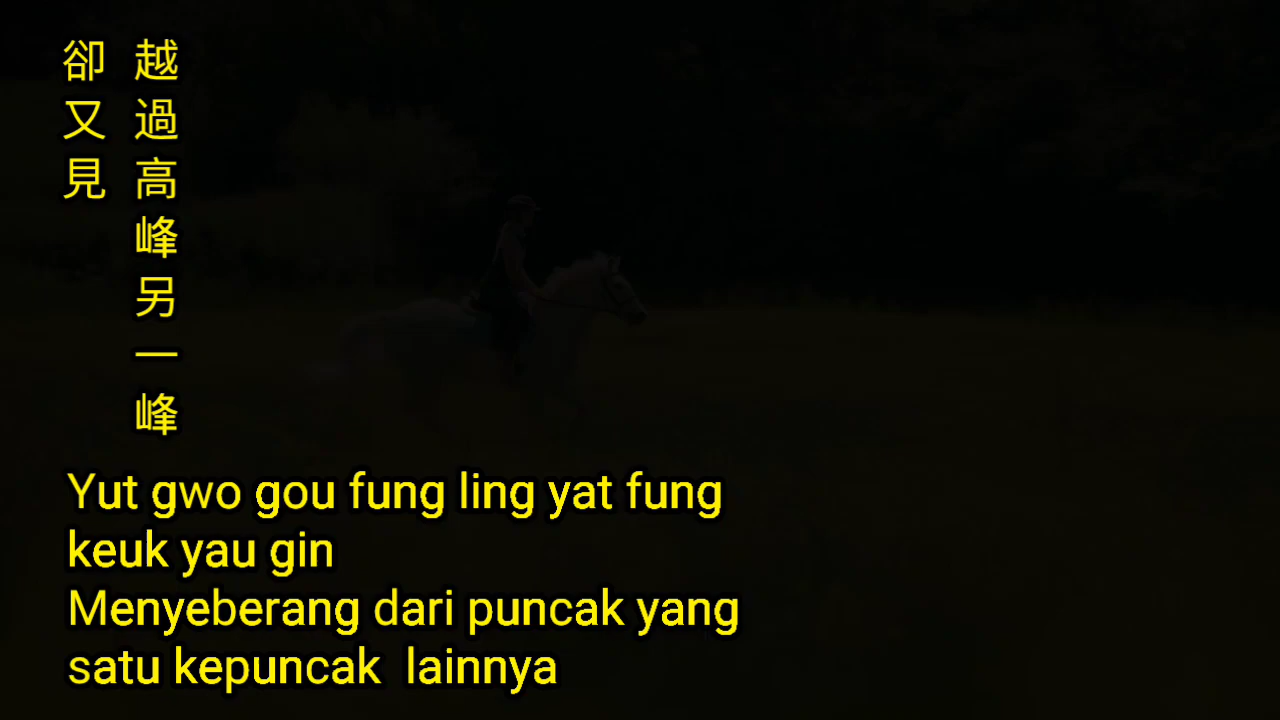 越過高峰另一峰
卻又見
Yut gwo gou fung ling yat fung
keuk yau gin
Menyeberang dari puncak yang
satu kepuncak lainnya